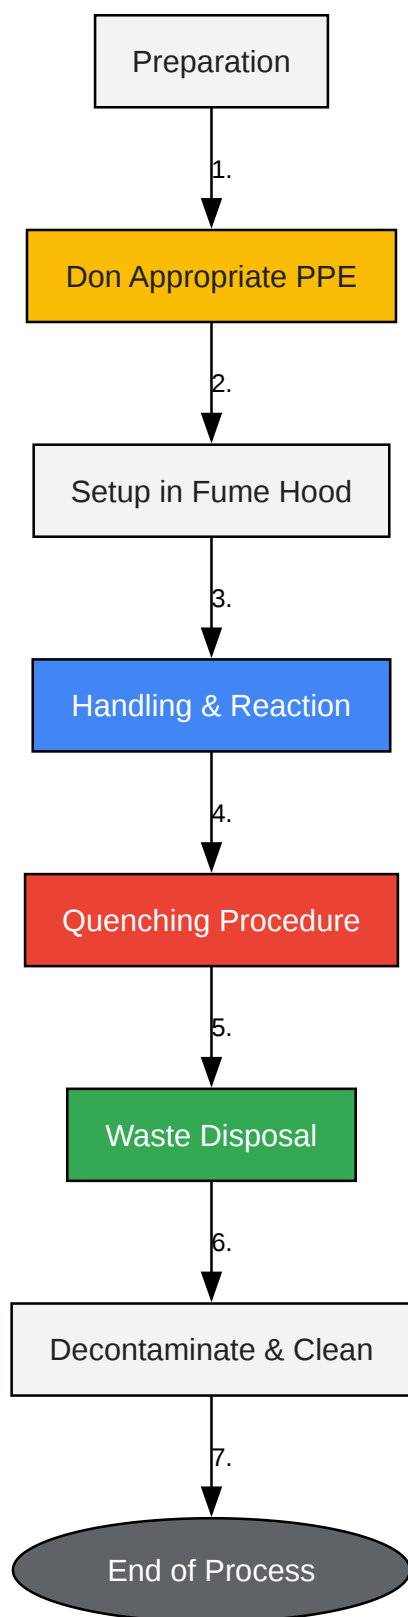 Preparation
1.
Don Appropriate PPE
2.
Setup in Fume Hood
3.
Handling & Reaction
4.
Quenching Procedure
5.
Waste Disposal
6.
Decontaminate & Clean
7.
End of Process